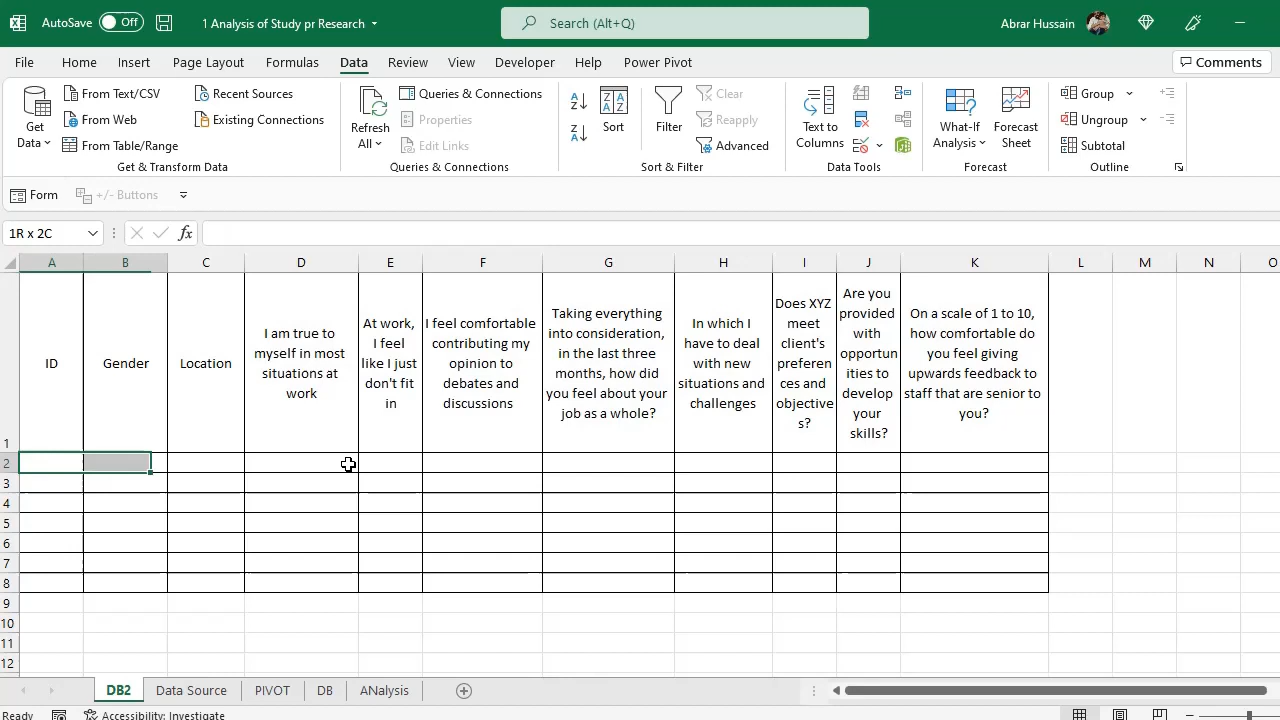 AutoSave Off 1 Analysis of Study pr Research Search (Alt+Q) Abrar Hussain
File Home Insert Page Layout Formulas Data Review View Developer Help Power Pivot Comments
Get Data
From Text/CSV
From Web
From Table/Range
Recent Sources
Existing Connections
Get & Transform Data
Refresh All
Queries & Connections
Properties
Edit Links
Queries & Connections
Sort
Filter
Clear
Reapply
Advanced
Sort & Filter
Text to Columns
Data Tools
What-If Analysis
Forecast Sheet
Forecast
Group
Ungroup
Subtotal
Outline
Form +/- Buttons
1R x 2C fx
A B C D E F G H I J K L M N O
1
ID
Gender
Location
I am true to
myself in most
situations at
work
At work,
I feel
like I just
don't fit
in
I feel comfortable
contributing my
opinion to
debates and
discussions
Taking everything
into consideration,
in the last three
months, how did
you feel about your
job as a whole?
In which I
have to deal
with new
situations and
challenges
Does XYZ
meet
client's
preferen
ces and
objective
s?
Are you
provided
with
opportun
ities to
develop
your
skills?
On a scale of 1 to 10,
how comfortable do
you feel giving
upwards feedback to
staff that are senior to
you?
2
3
4
5
6
7
8
9
10
11
12
DB2 Data Source PIVOT DB ANalysis
Ready Accessibility: Investigate